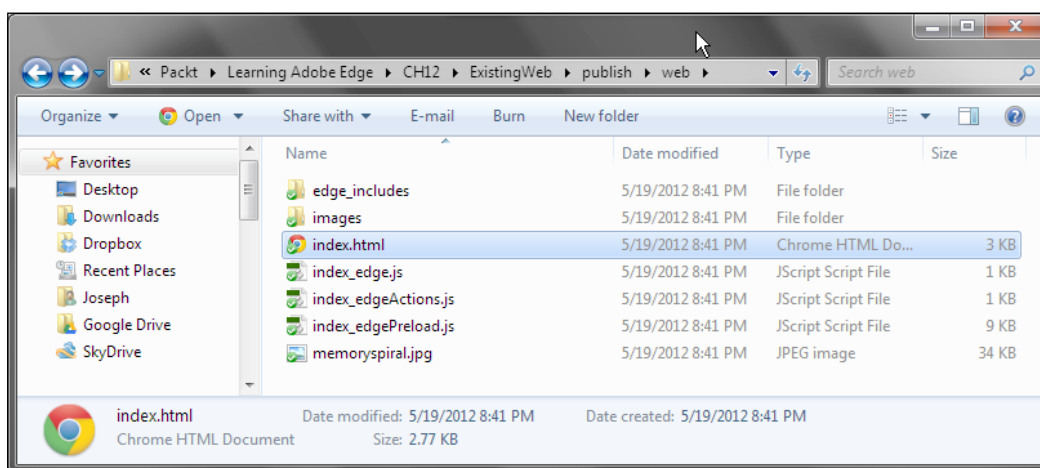 « Packt ▸ Learning Adobe Edge ▸ CH12 ▸ ExistingWeb ▸ publish ▸ web ▸ Search web
Organize Open Share with E-mail Burn New folder
Favorites
Desktop
Downloads
Dropbox
Recent Places
Joseph
Google Drive
SkyDrive
Name Date modified Type Size
edge_includes 5/19/2012 8:41 PM File folder
images 5/19/2012 8:41 PM File folder
index.html 5/19/2012 8:41 PM Chrome HTML Do... 3 KB
index_edge.js 5/19/2012 8:41 PM JScript Script File 1 KB
index_edgeActions.js 5/19/2012 8:41 PM JScript Script File 1 KB
index_edgePreload.js 5/19/2012 8:41 PM JScript Script File 9 KB
memoryspiral.jpg 5/19/2012 8:41 PM JPEG image 34 KB
index.html Date modified: 5/19/2012 8:41 PM Date created: 5/19/2012 8:41 PM
Chrome HTML Document Size: 2.77 KB